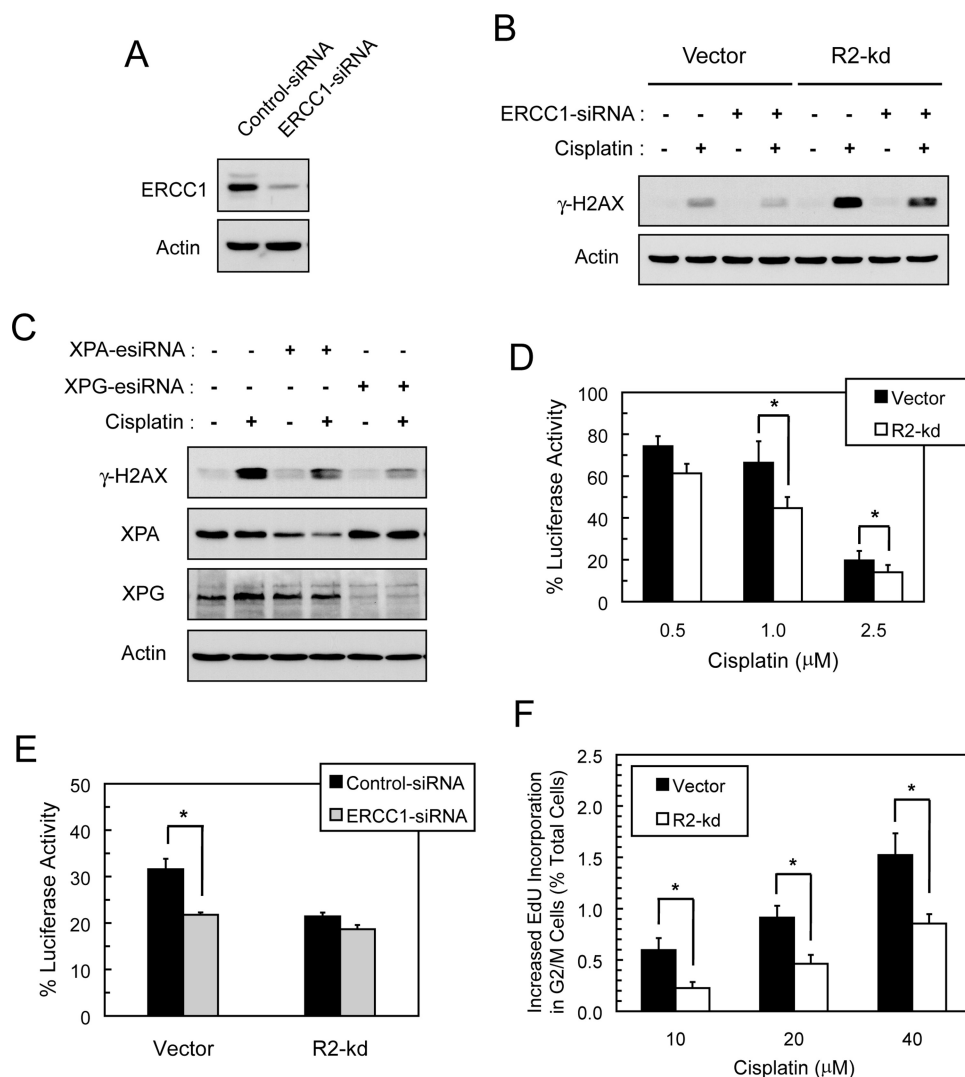 A
Control-siRNA
ERCC1-siRNA
ERCC1
Actin
B
Vector
R2-kd
ERCC1-siRNA : - - + + - - + +
Cisplatin : - + - + - + - +
γ-H2AX
Actin
C
XPA-esiRNA : - - + + - -
XPG-esiRNA : - - - - + +
Cisplatin : - + - + - +
γ-H2AX
XPA
XPG
Actin
D
% Luciferase Activity
100
80
60
40
20
0
*
*
Vector
R2-kd
0.5 1.0 2.5
Cisplatin (μM)
E
% Luciferase Activity
50
40
30
20
10
0
*
Control-siRNA
ERCC1-siRNA
Vector R2-kd
F
Increased EdU Incorporation
in G2/M Cells (% Total Cells)
2.5
2.0
1.5
1.0
0.5
0.0
Vector
R2-kd
*
*
*
10 20 40
Cisplatin (μM)